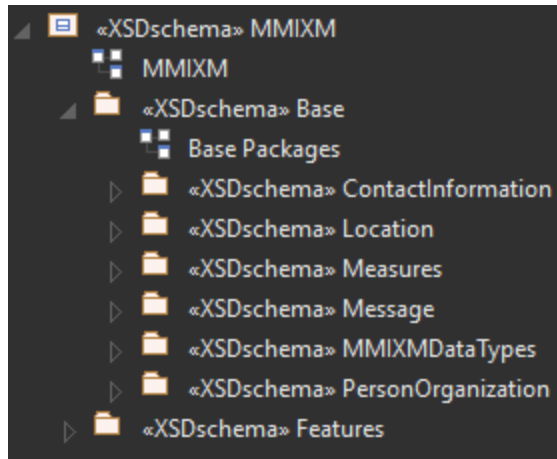 «XSDschema» MMIXM
MMIXM
«XSDschema» Base
Base Packages
«XSDschema» ContactInformation
«XSDschema» Location
«XSDschema» Measures
«XSDschema» Message
«XSDschema» MMIXMDataTypes
«XSDschema» PersonOrganization
«XSDschema» Features